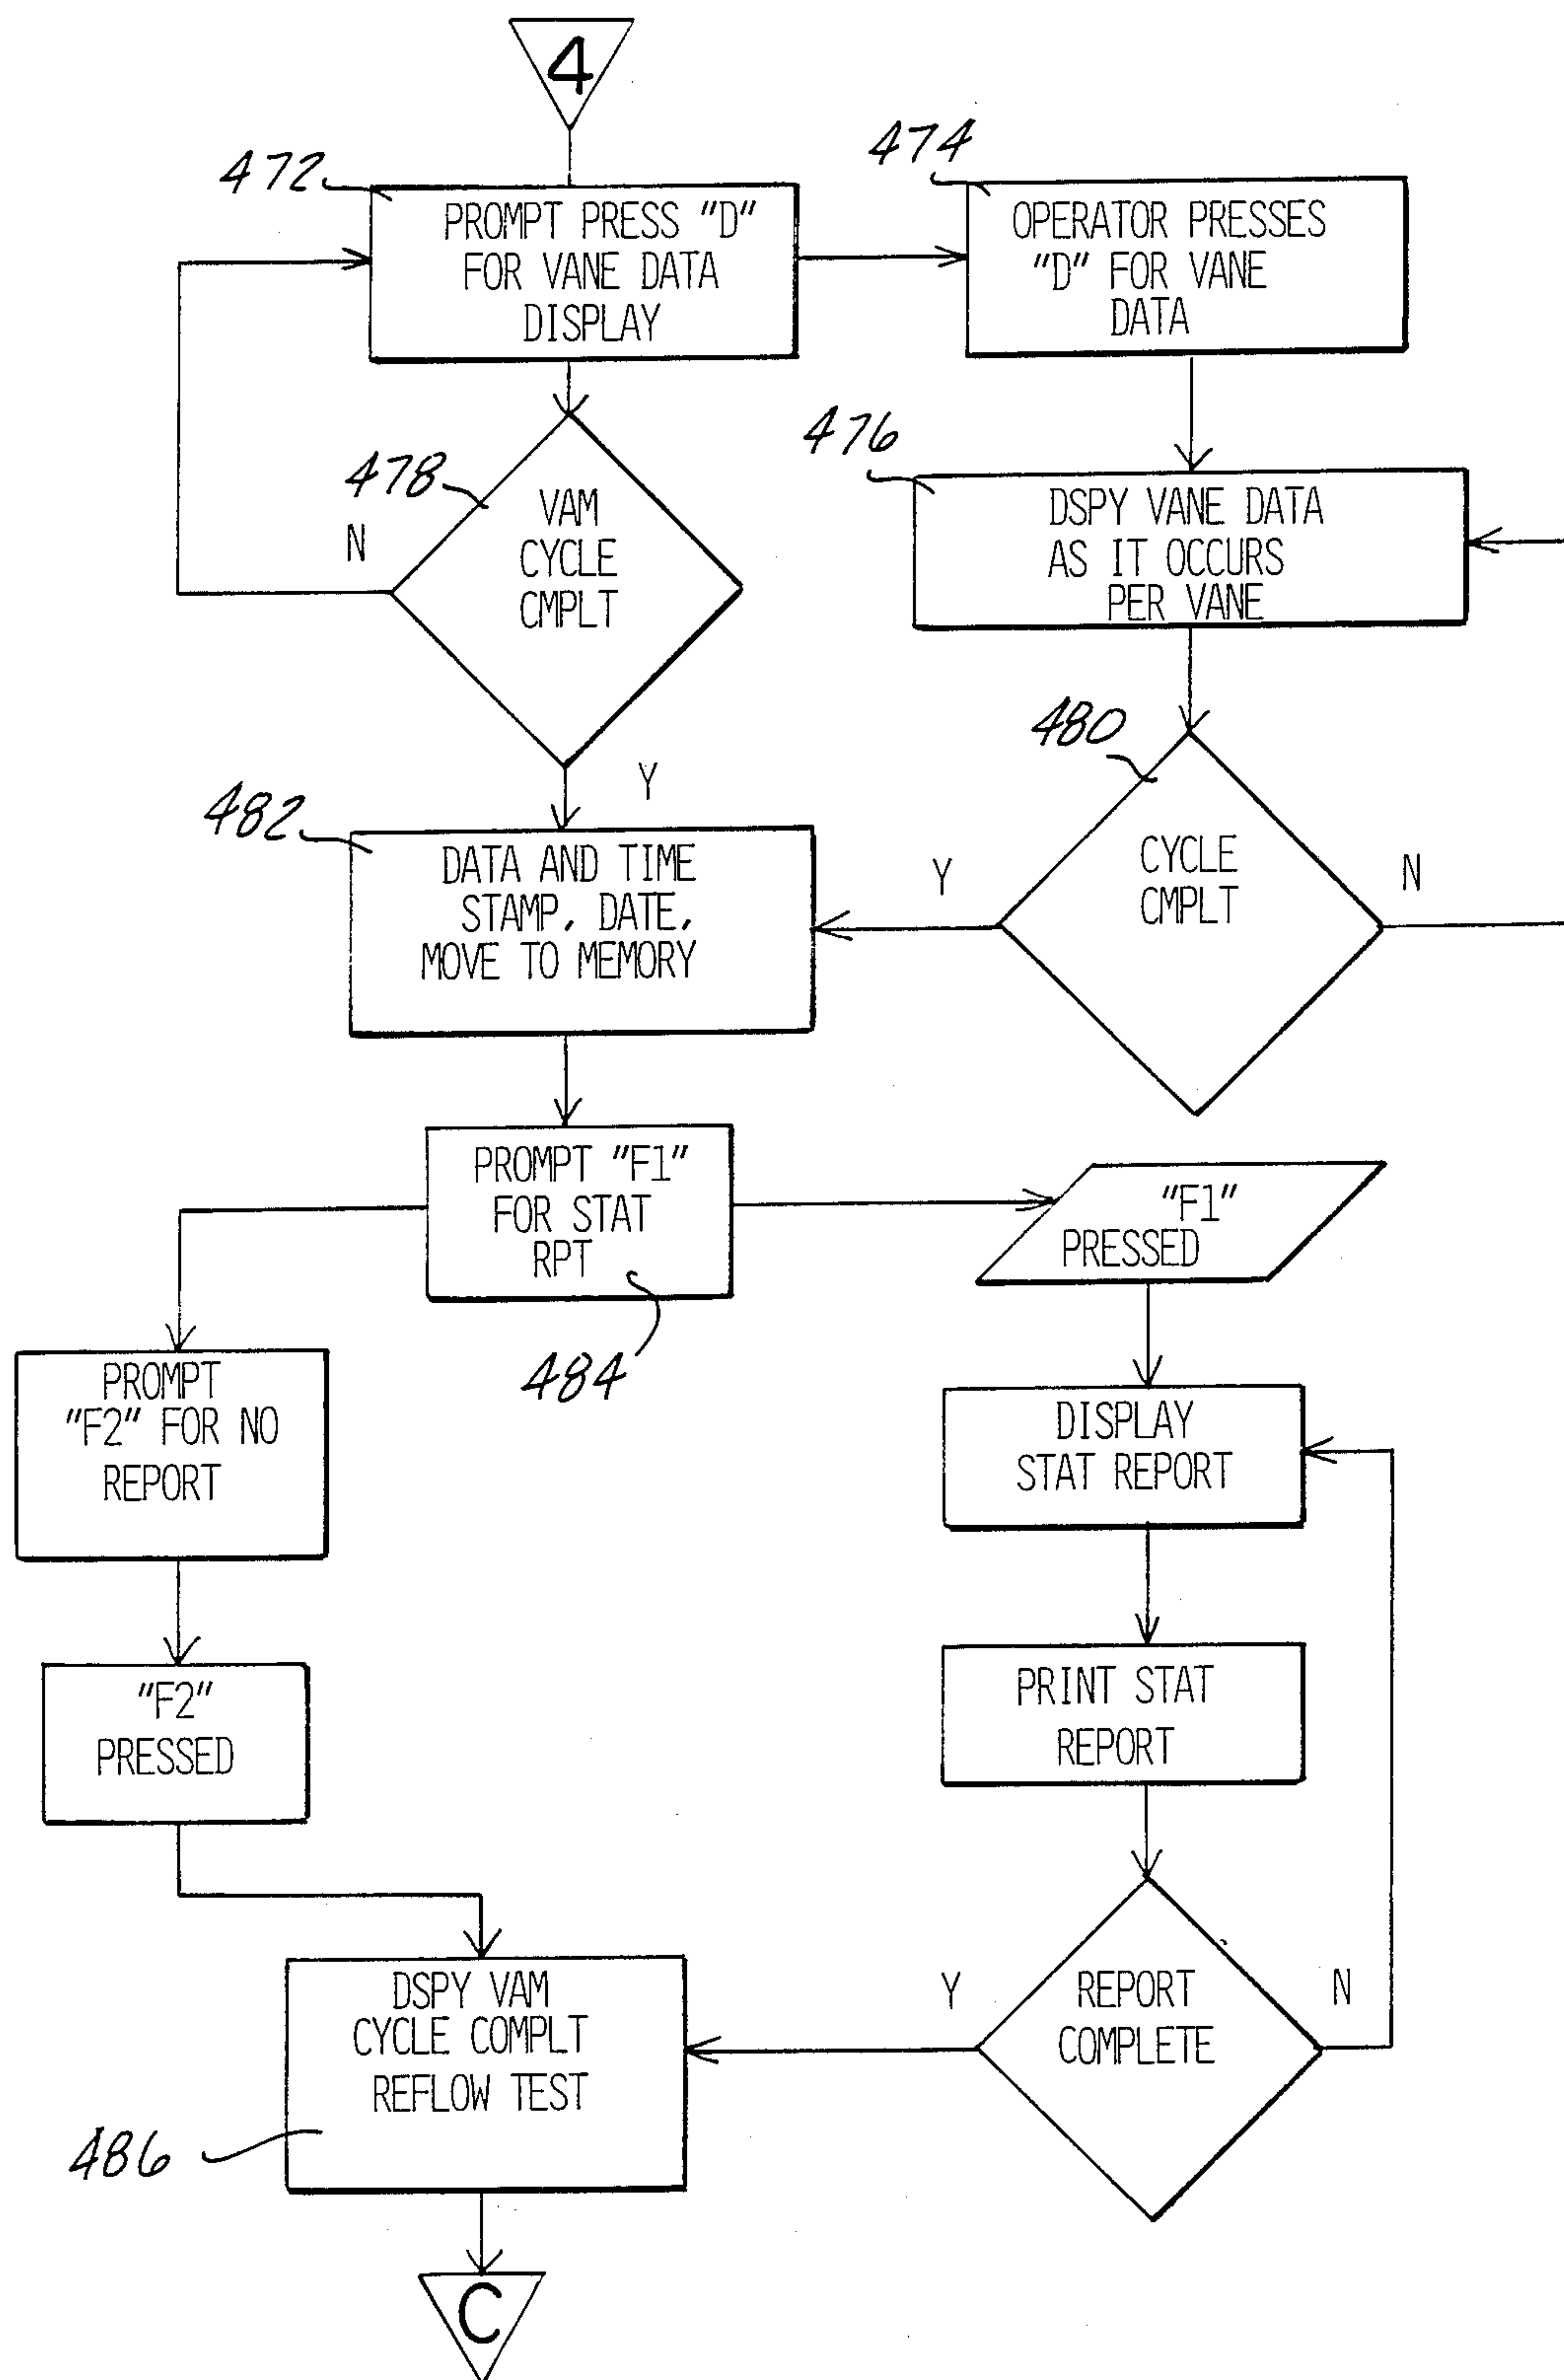 4
472
PROMPT PRESS "D"
FOR VANE DATA
DISPLAY
474
OPERATOR PRESSES
"D" FOR VANE
DATA
476
DSPY VANE DATA
AS IT OCCURS
PER VANE
478
VAM
CYCLE
CMPLT
N
Y
480
CYCLE
CMPLT
Y
N
482
DATA AND TIME
STAMP, DATE,
MOVE TO MEMORY
PROMPT "F1"
FOR STAT
RPT
484
"F1"
PRESSED
PROMPT
"F2" FOR NO
REPORT
DISPLAY
STAT REPORT
"F2"
PRESSED
PRINT STAT
REPORT
REPORT
COMPLETE
Y
N
DSPY VAM
CYCLE COMPLT
REFLOW TEST
486
C